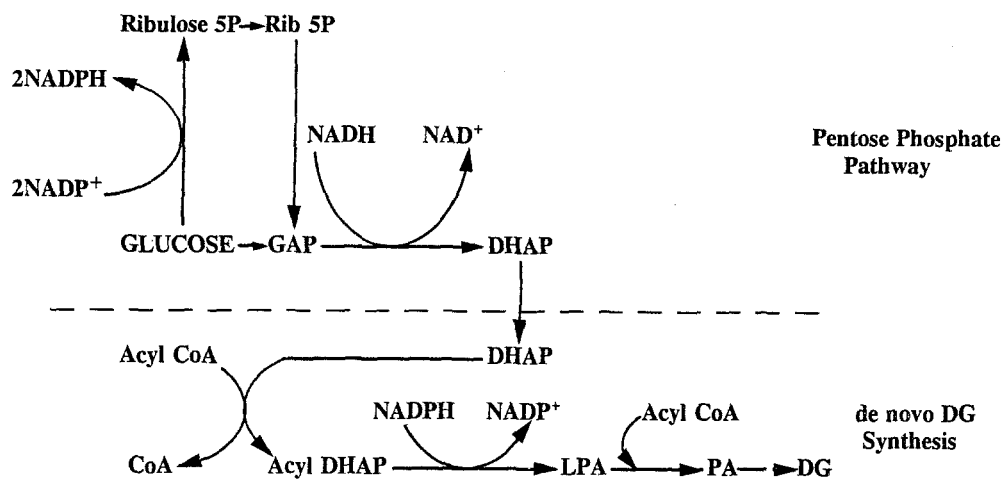 Ribulose 5P Rib 5P
2NADPH
NADH NAD⁺
Pentose Phosphate
Pathway
2NADP⁺
GLUCOSE GAP DHAP
Acyl CoA DHAP
NADPH NADP⁺ Acyl CoA
de novo DG
Synthesis
CoA Acyl DHAP LPA PA DG